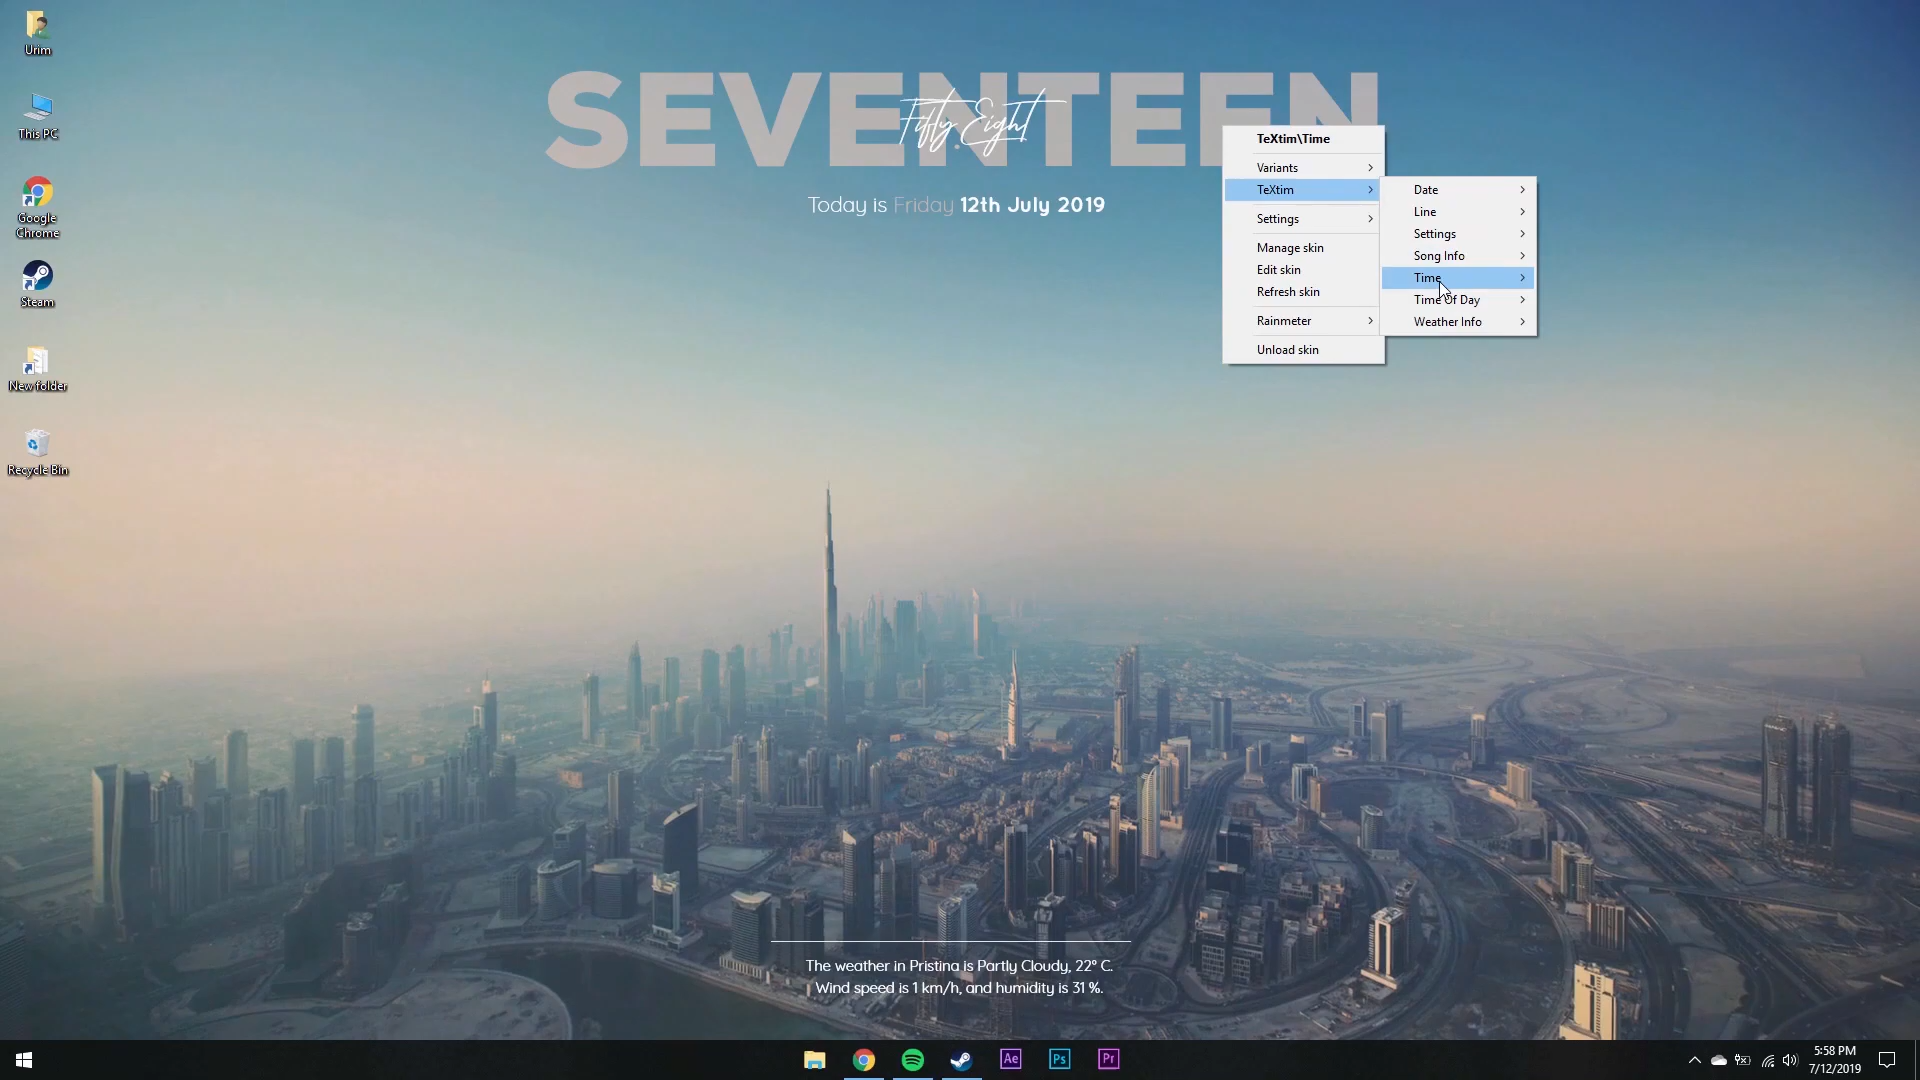 Urim
This PC
Google
Chrome
Steam
New folder
Recycle Bin
SEVENTEEN
Fifty Eight
Today is Friday 12th July 2019
TeXtim\Time
Variants
TeXtim
Settings
Manage skin
Edit skin
Refresh skin
Rainmeter
Unload skin
Date
Line
Settings
Song Info
Time
Time Of Day
Weather Info
The weather in Pristina is Partly Cloudy, 22° C.
Wind speed is 1 km/h, and humidity is 31 %.
Ae
Ps
Pr
5:58 PM
7/12/2019